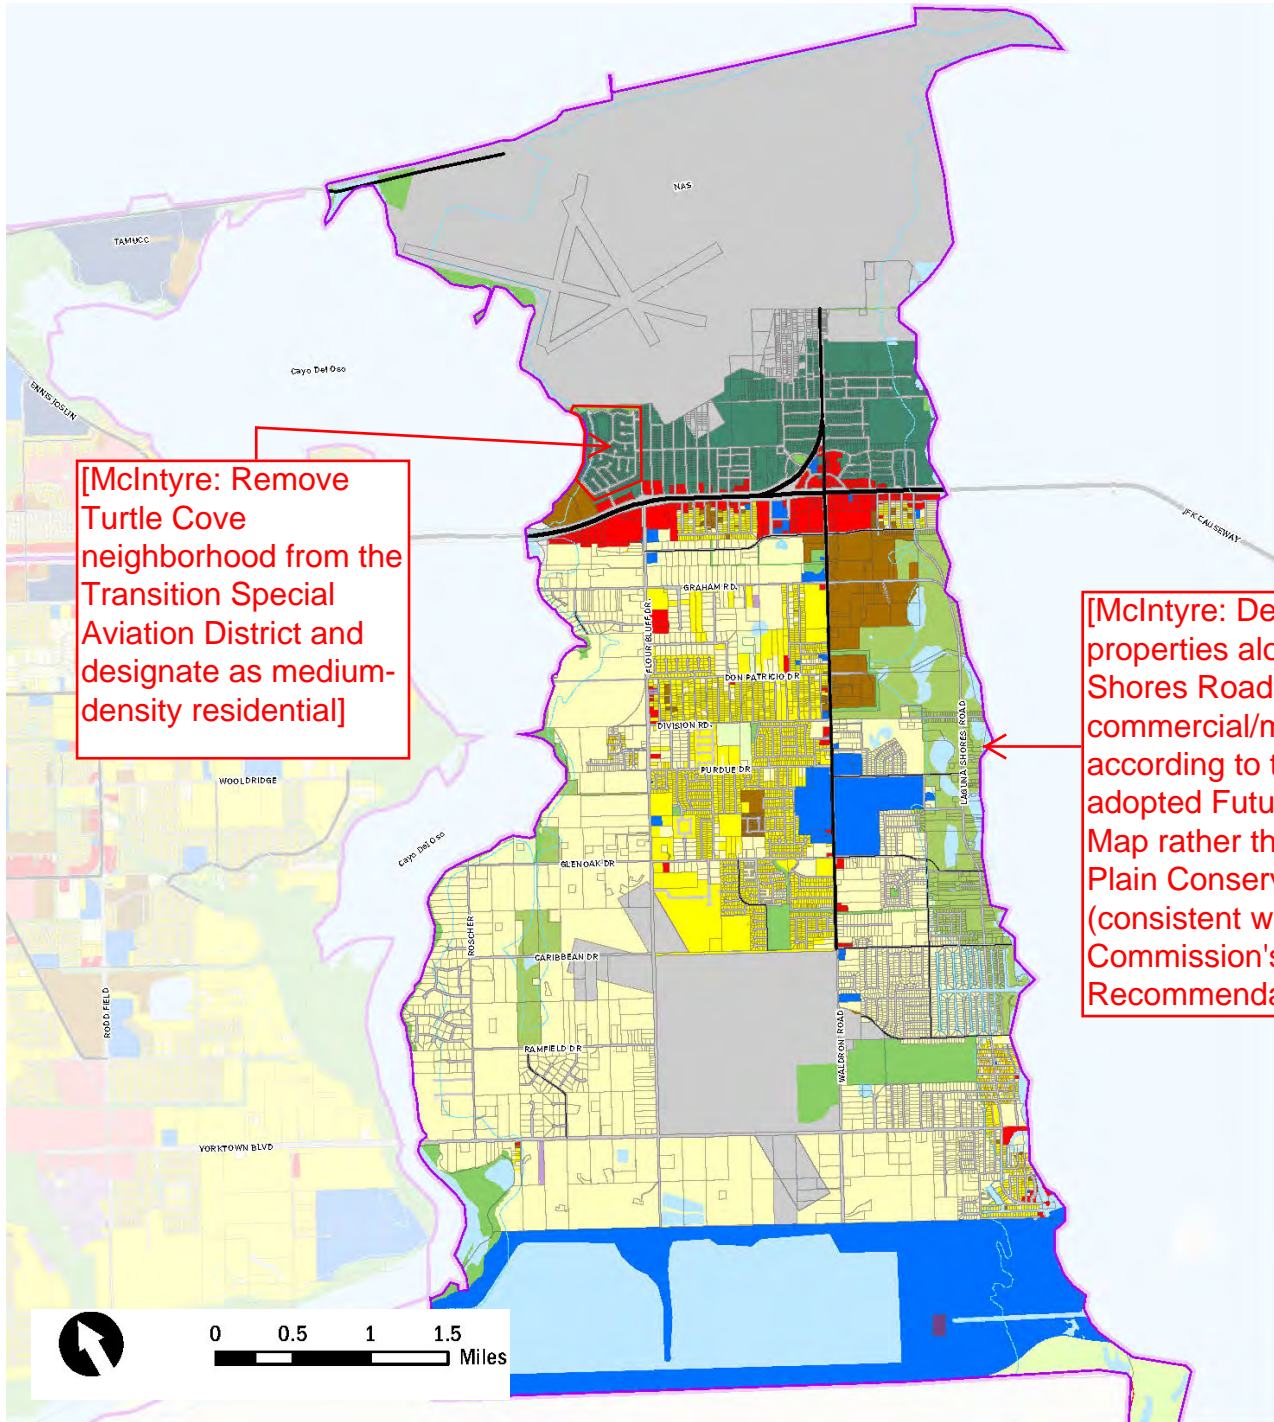 NAS
TAMUCC
Cayo Del Oso
ENNIS JOSLIN
[McIntyre: Remove
Turtle Cove
neighborhood from the
Transition Special
Aviation District and
designate as medium-
density residential]
JFK CAUSEWAY
GRAHAM RD.
FLOUR BLUFF DR
[McIntyre: De
properties alo
Shores Road
commercial/m
according to t
adopted Futu
Map rather th
Plain Conserv
(consistent w
Commission's
Recommenda
DON PATRICIO DR
DIVISION RD.
LAGUNA SHORES ROAD
PURDUE DR
WOOLDRIDGE
Cayo Del Oso
GLENOAK DR
ROSCHER
CARIBBEAN DR
RODD FIELD
WALDRON ROAD
RAMFIELD DR
YORKTOWN BLVD
0 0.5 1 1.5
Miles